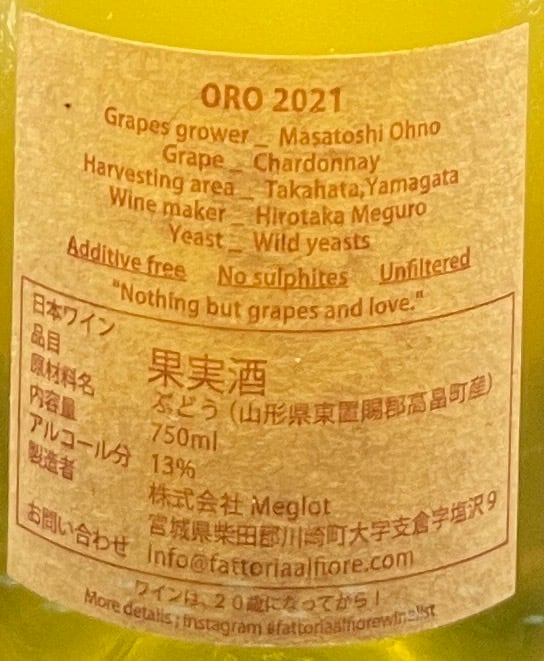 ORO 2021
Grapes grower _ Masatoshi Ohno
Grape _ Chardonnay
Harvesting area _ Takahata,Yamagata
Wine maker _ Hirotaka Meguro
Yeast _ Wild yeasts
Additive free No sulphites Unfiltered
"Nothing but grapes and love."
日本ワイン
品目 果実酒
原材料名 ぶどう(山形県東置賜郡高畠町産)
内容量 750ml
アルコール分 13%
製造者 株式会社 Meglot
宮城県柴田郡川崎町大字支倉字塩沢9
お問い合わせ info@fattoriaalfiore.com
ワインは、20歳になってから!
More details ; instagram #fattoriaalfiorewinelist